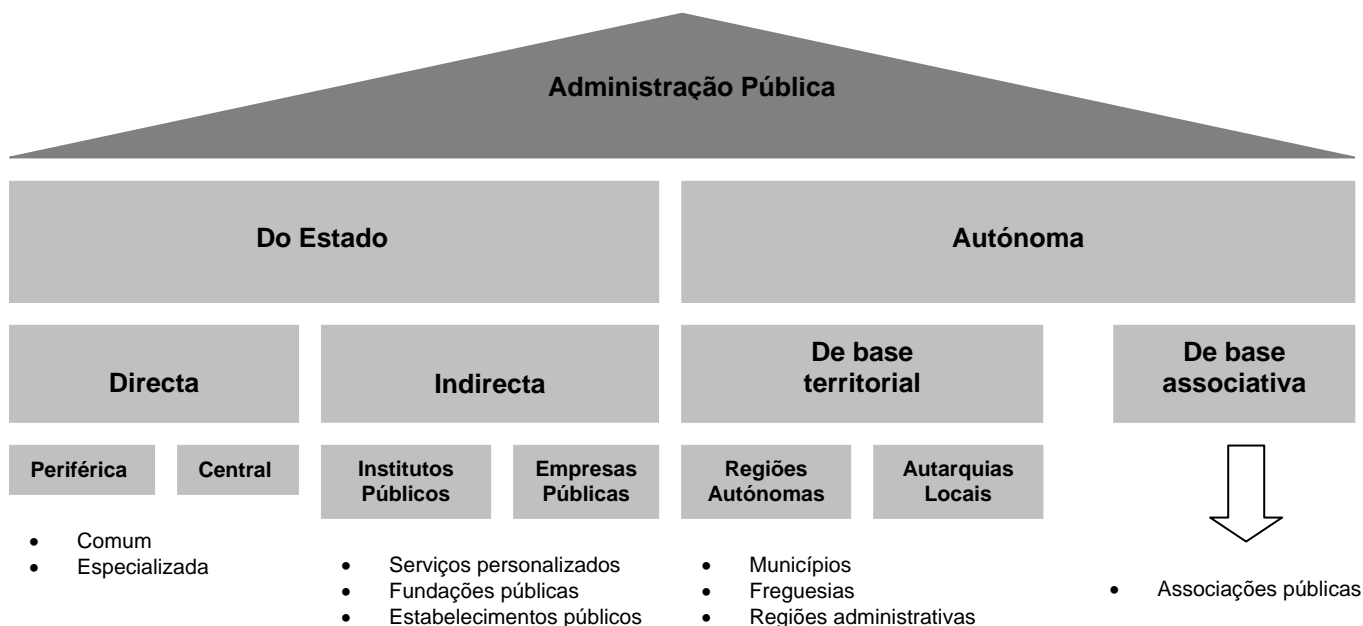 Administração Pública
Do Estado
Autónoma
Directa
Indirecta
De base
territorial
De base
associativa
Periférica
Central
Institutos
Públicos
Empresas
Públicas
Regiões
Autónomas
Autarquias
Locais
• Comum
• Especializada
• Serviços personalizados
• Fundações públicas
• Estabelecimentos públicos
• Municípios
• Freguesias
• Regiões administrativas
• Associações públicas